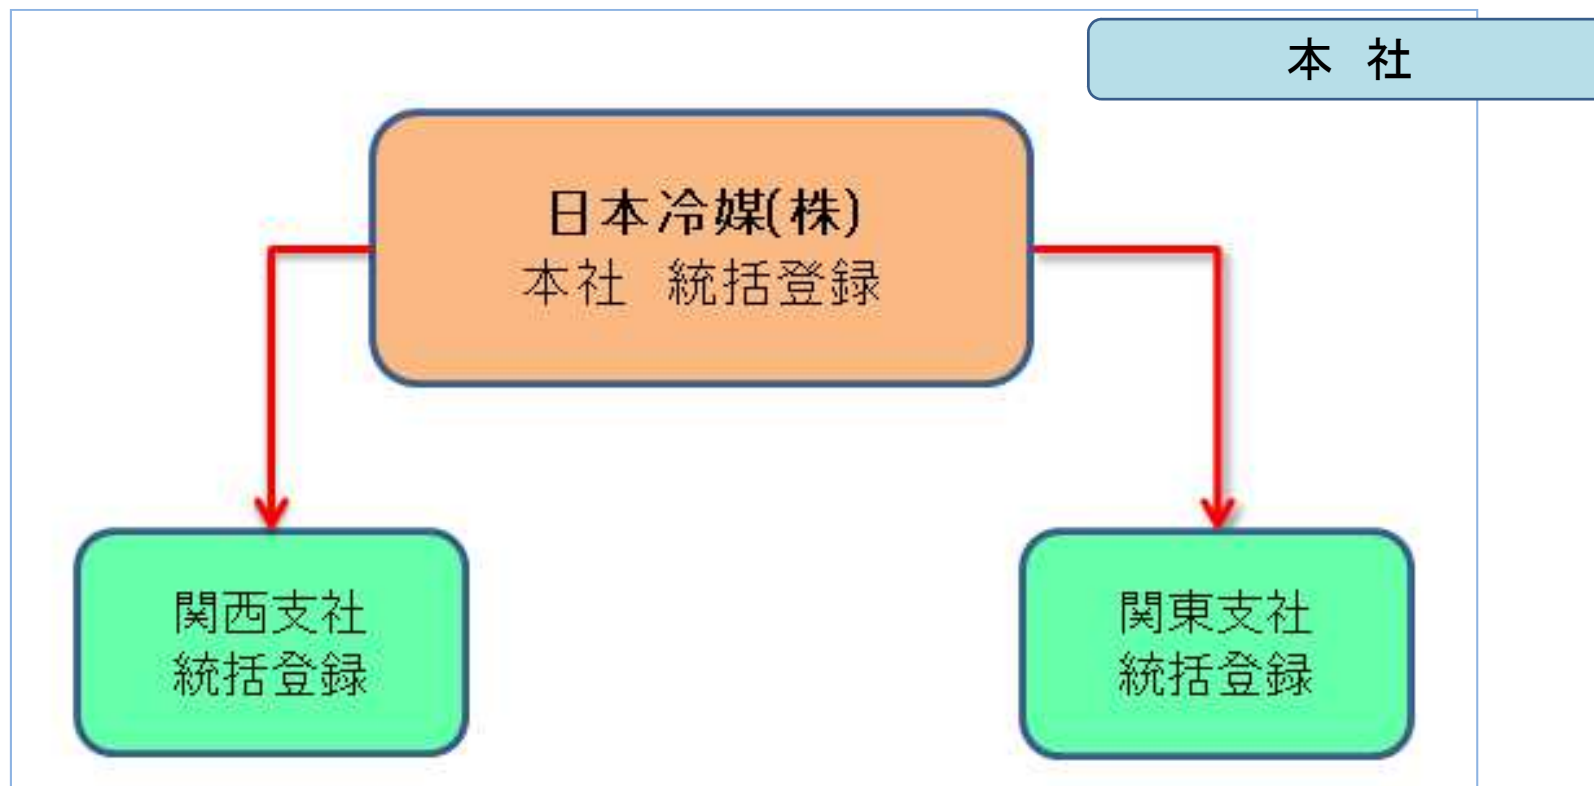 本 社
日本冷媒(株)
本社 統括登録
関西支社
統括登録
関東支社
統括登録